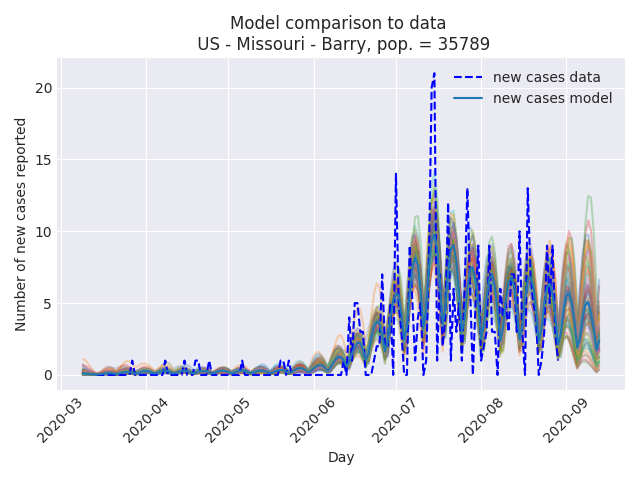 Model comparison to data
US - Missouri - Barry, pop. = 35789
new cases data
new cases model
Number of new cases reported
20
15
10
5
0
2020-03
2020-04
2020-05
2020-06
2020-07
2020-08
2020-09
Day